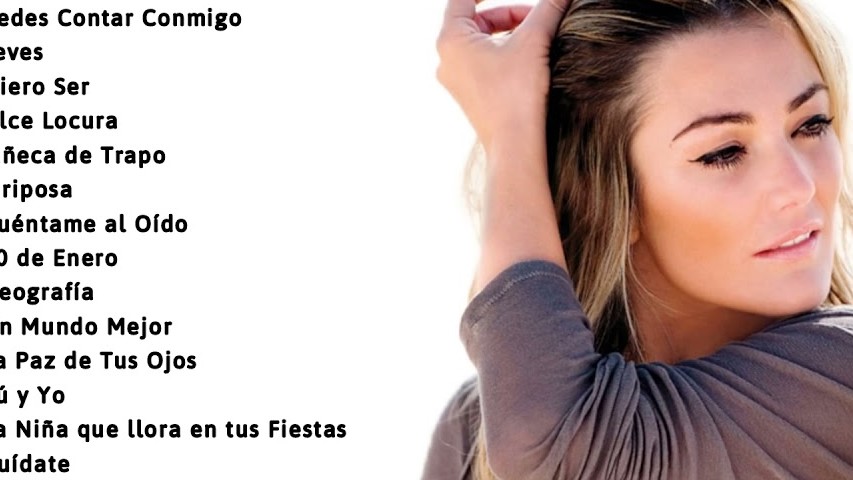 edes Contar Conmigo
eves
iero Ser
lce Locura
ñeca de Trapo
riposa
uéntame al Oído
0 de Enero
eografía
n Mundo Mejor
a Paz de Tus Ojos
ú y Yo
a Niña que llora en tus Fiestas
uídate